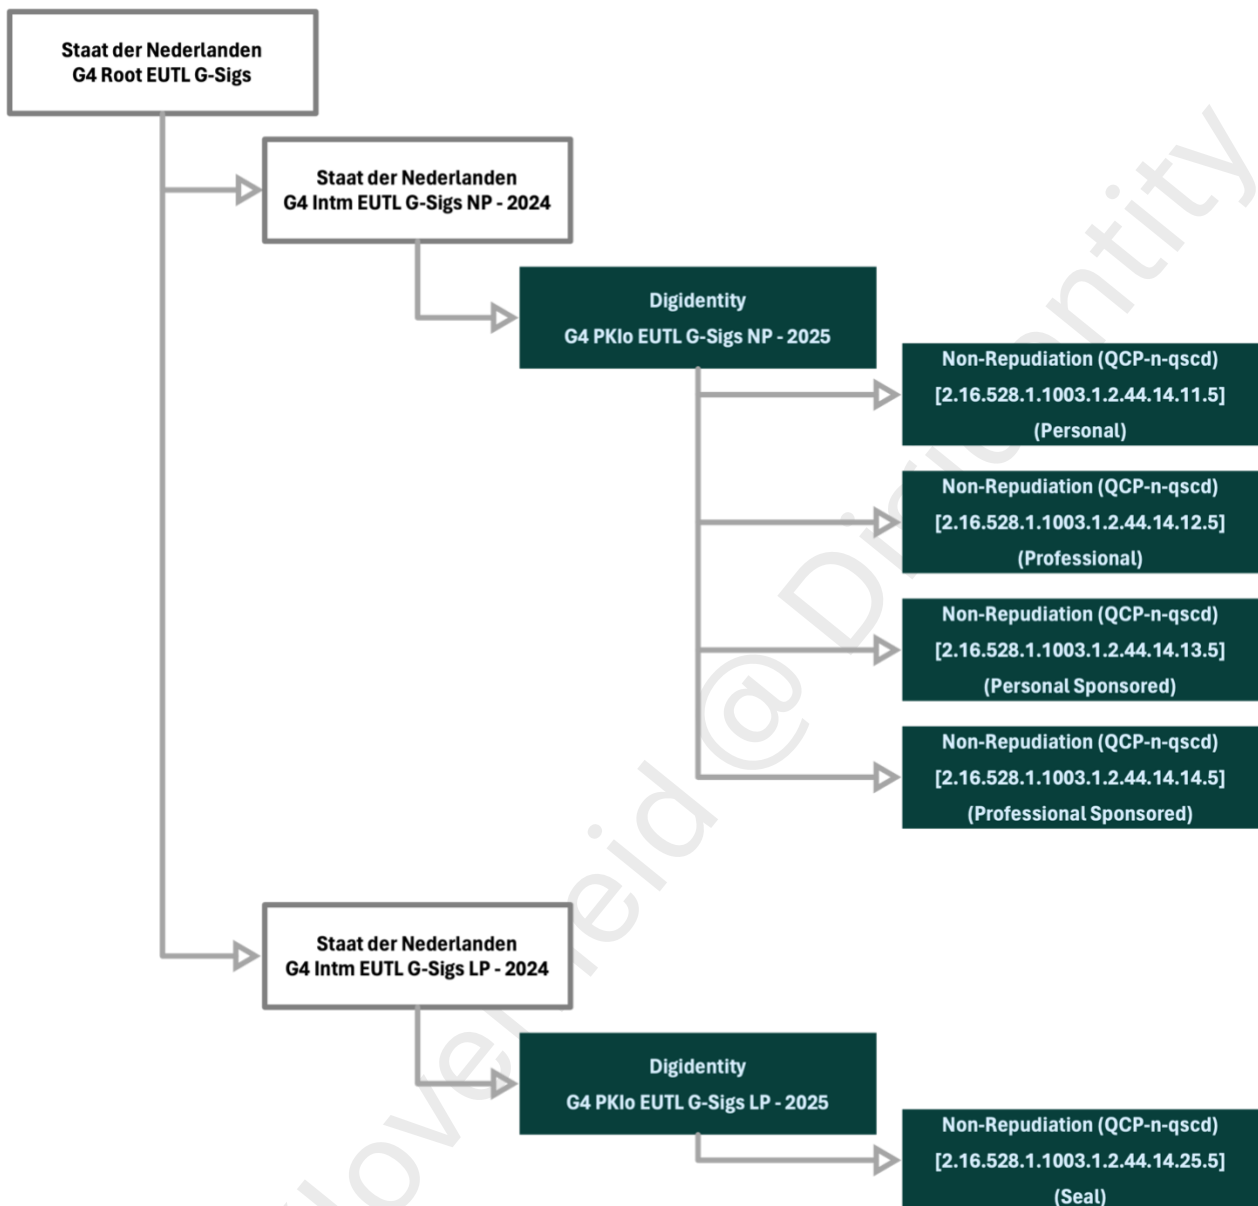 Staat der Nederlanden
G4 Root EUTL G-Sigs
Staat der Nederlanden
G4 Intm EUTL G-Sigs NP - 2024
Digidentity
G4 PKIo EUTL G-Sigs NP - 2025
Non-Repudiation (QCP-n-qscd)
[2.16.528.1.1003.1.2.44.14.11.5]
(Personal)
Non-Repudiation (QCP-n-qscd)
[2.16.528.1.1003.1.2.44.14.12.5]
(Professional)
Non-Repudiation (QCP-n-qscd)
[2.16.528.1.1003.1.2.44.14.13.5]
(Personal Sponsored)
Non-Repudiation (QCP-n-qscd)
[2.16.528.1.1003.1.2.44.14.14.5]
(Professional Sponsored)
Staat der Nederlanden
G4 Intm EUTL G-Sigs LP - 2024
Digidentity
G4 PKIo EUTL G-Sigs LP - 2025
Non-Repudiation (QCP-n-qscd)
[2.16.528.1.1003.1.2.44.14.25.5]
(Seal)